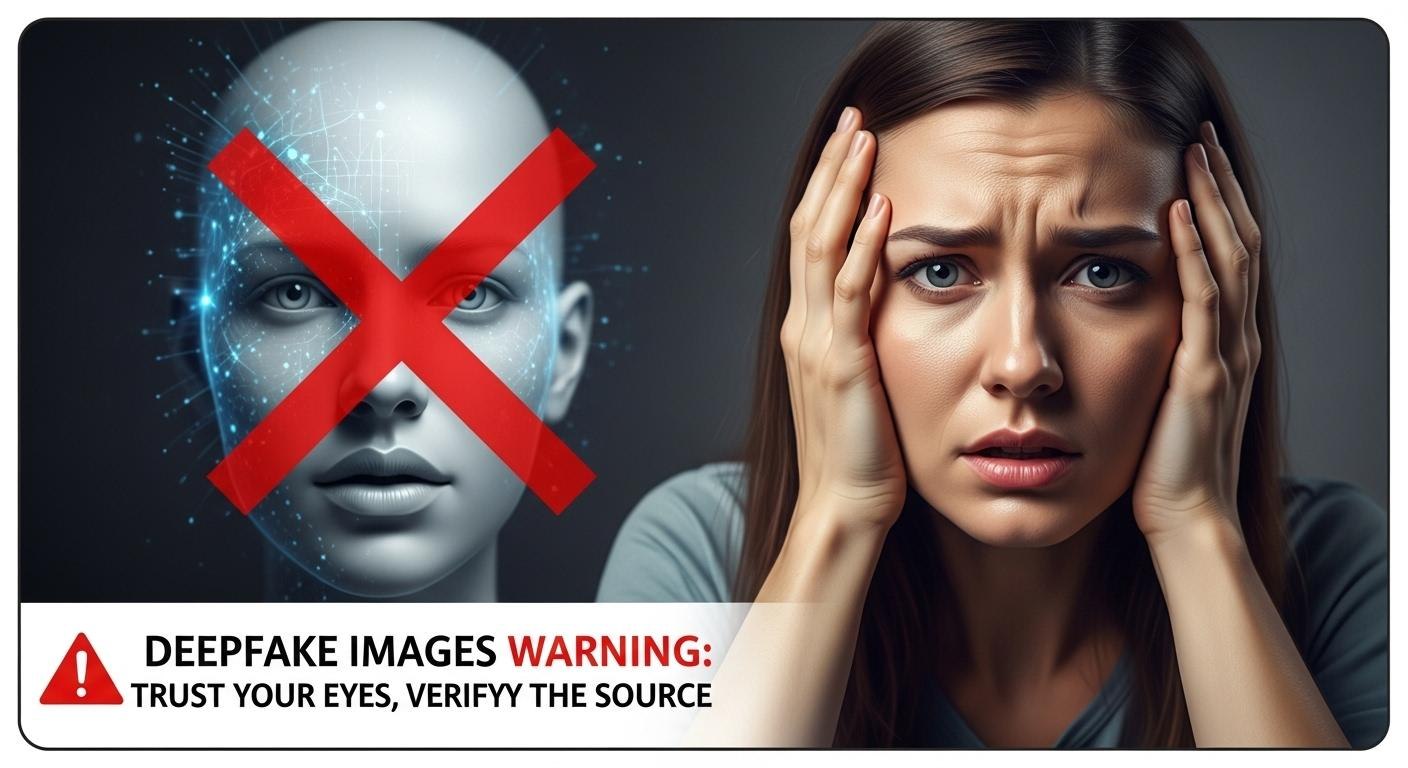 DEEPFAKE IMAGES WARNING:
TRUST YOUR EYES, VERIFYY THE SOURCE